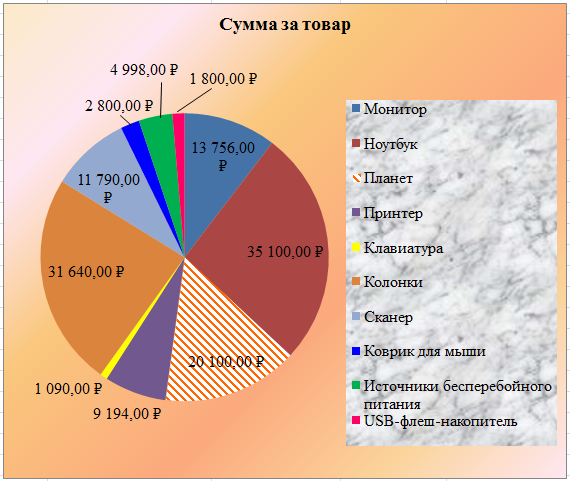 Сумма за товар
4 998,00 ₽
1 800,00 ₽
2 800,00 ₽
13 756,00
₽
11 790,00
₽
35 100,00 ₽
31 640,00 ₽
20 100,00 ₽
1 090,00 ₽
9 194,00 ₽
Монитор
Ноутбук
Планет
Принтер
Клавиатура
Колонки
Сканер
Коврик для мыши
Источники бесперебойного
питания
USB-флеш-накопитель